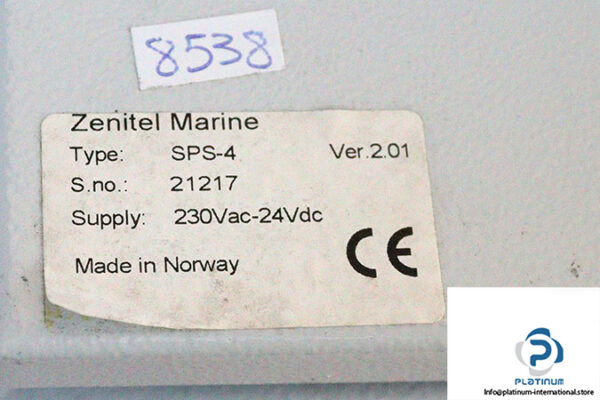 8538
Zenitel Marine
Type: SPS-4 Ver.2.01
S.no.: 21217
Supply: 230Vac-24Vdc
Made in Norway
CE
PLATINUM
Info@platinum-international.store